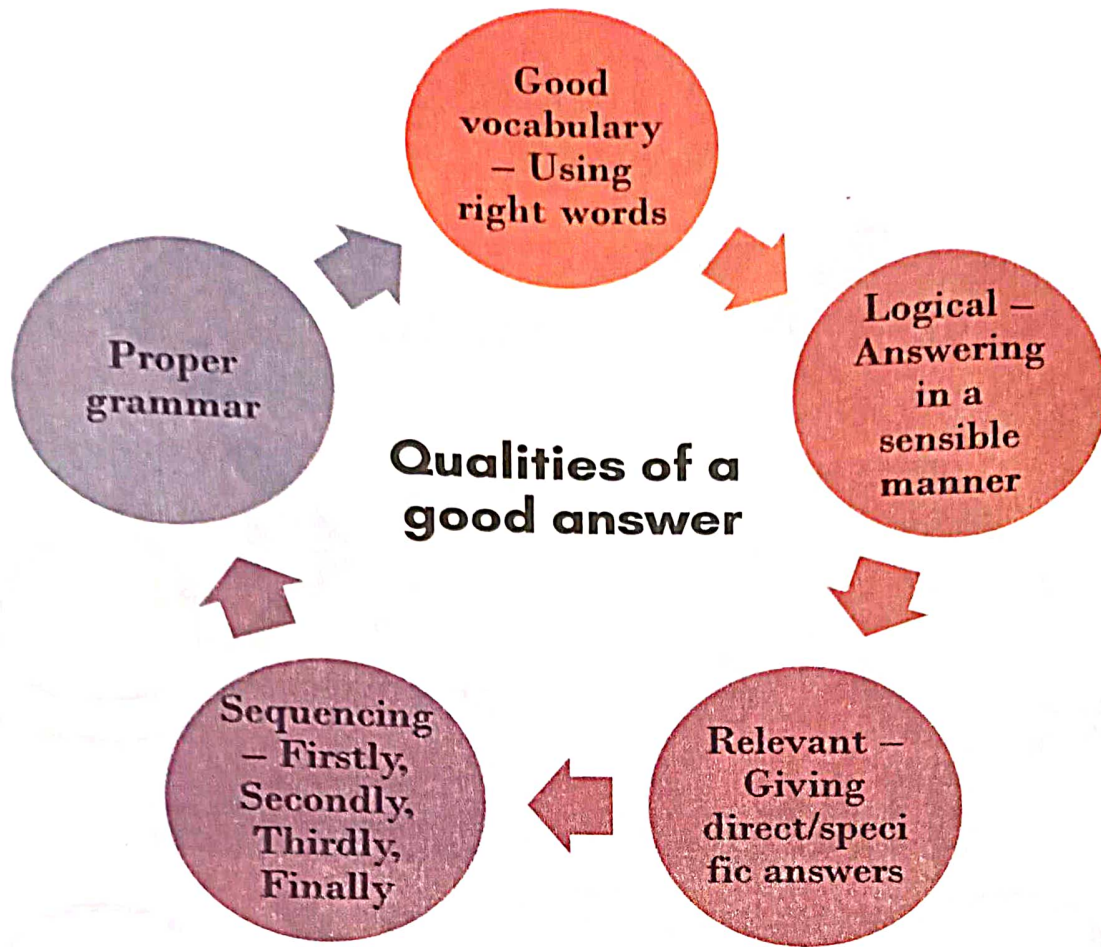 Good
vocabulary
– Using
right words
Logical –
Answering
in a
sensible
manner
Relevant –
Giving
direct/speci
fic answers
Sequencing
– Firstly,
Secondly,
Thirdly,
Finally
Proper
grammar
Qualities of a
good answer